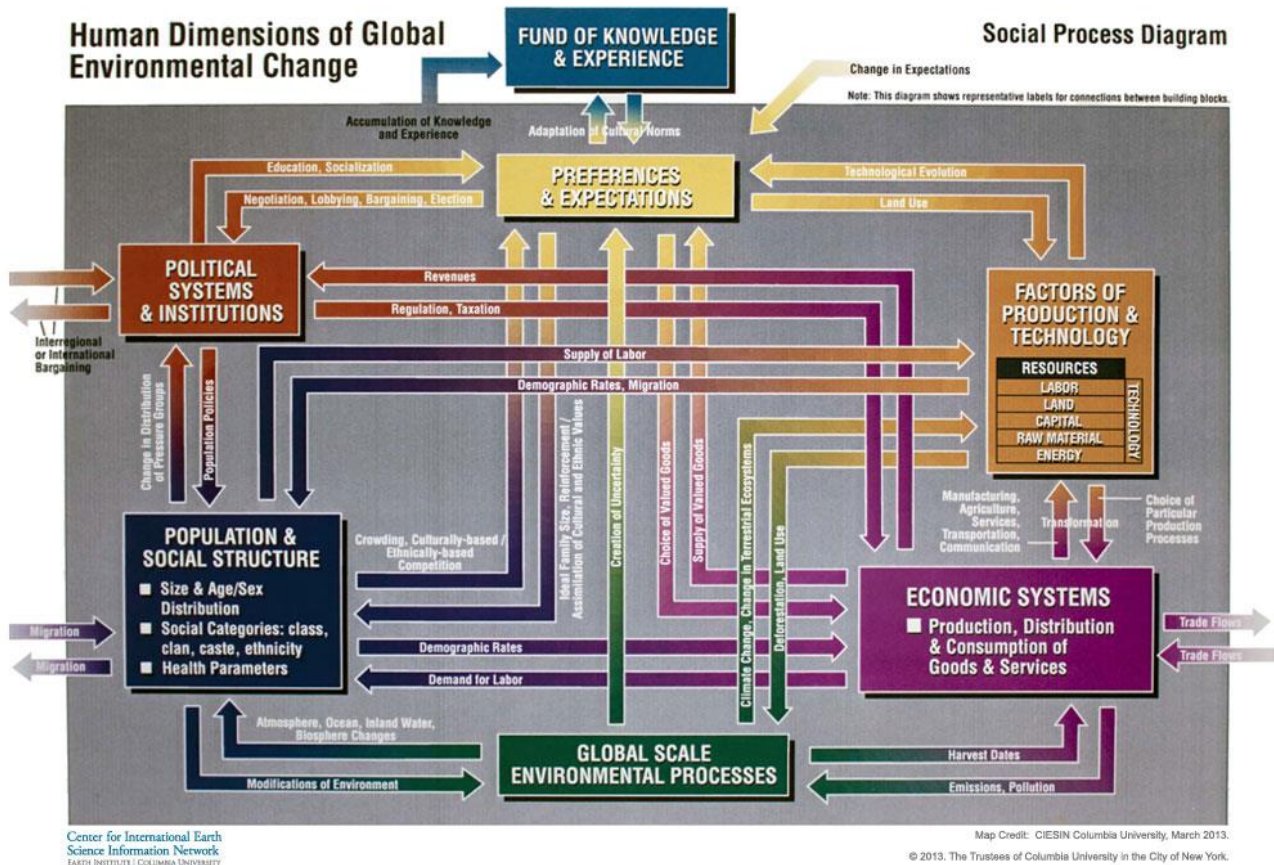 Human Dimensions of Global
Environmental Change
FUND OF KNOWLEDGE
& EXPERIENCE
Social Process Diagram
Change in Expectations
Note: This diagram shows representative labels for connections between building blocks.
Accumulation of Knowledge
and Experience
Adaptation of Cultural Norms
Education, Socialization
PREFERENCES
& EXPECTATIONS
Technological Evolution
Negotiation, Lobbying, Bargaining, Election
Land Use
POLITICAL
SYSTEMS
& INSTITUTIONS
Revenues
Regulation, Taxation
FACTORS OF
PRODUCTION &
TECHNOLOGY
RESOURCES
LABOR
LAND
CAPITAL
RAW MATERIAL
ENERGY
TECHNOLOGY
Interregional
or International
Bargaining
Supply of Labor
Demographic Rates, Migration
Change in Distribution
of Pressure Groups
Population Policies
Ideal Family Size, Reinforcement /
Assimilation of Cultural and Ethnic Values
Creation of Uncertainty
Choice of Valued Goods
Supply of Valued Goods
Climate Change, Change in Terrestrial Ecosystems
Deforestation, Land Use
Manufacturing,
Agriculture,
Services,
Transportation,
Communication
Transformation
Choice of
Particular
Production
Processes
POPULATION &
SOCIAL STRUCTURE
Size & Age/Sex
Distribution
Social Categories: class,
clan, caste, ethnicity
Health Parameters
Crowding, Culturally-based /
Ethnically-based
Competition
ECONOMIC SYSTEMS
Production, Distribution
& Consumption of
Goods & Services
Migration
Migration
Trade Flows
Trade Flows
Demographic Rates
Demand for Labor
Atmosphere, Ocean, Inland Water,
Biosphere Changes
Modifications of Environment
GLOBAL SCALE
ENVIRONMENTAL PROCESSES
Harvest Dates
Emissions, Pollution
Center for International Earth
Science Information Network
EARTH INSTITUTE | COLUMBIA UNIVERSITY
Map Credit: CIESIN Columbia University, March 2013.
© 2013. The Trustees of Columbia University in the City of New York.